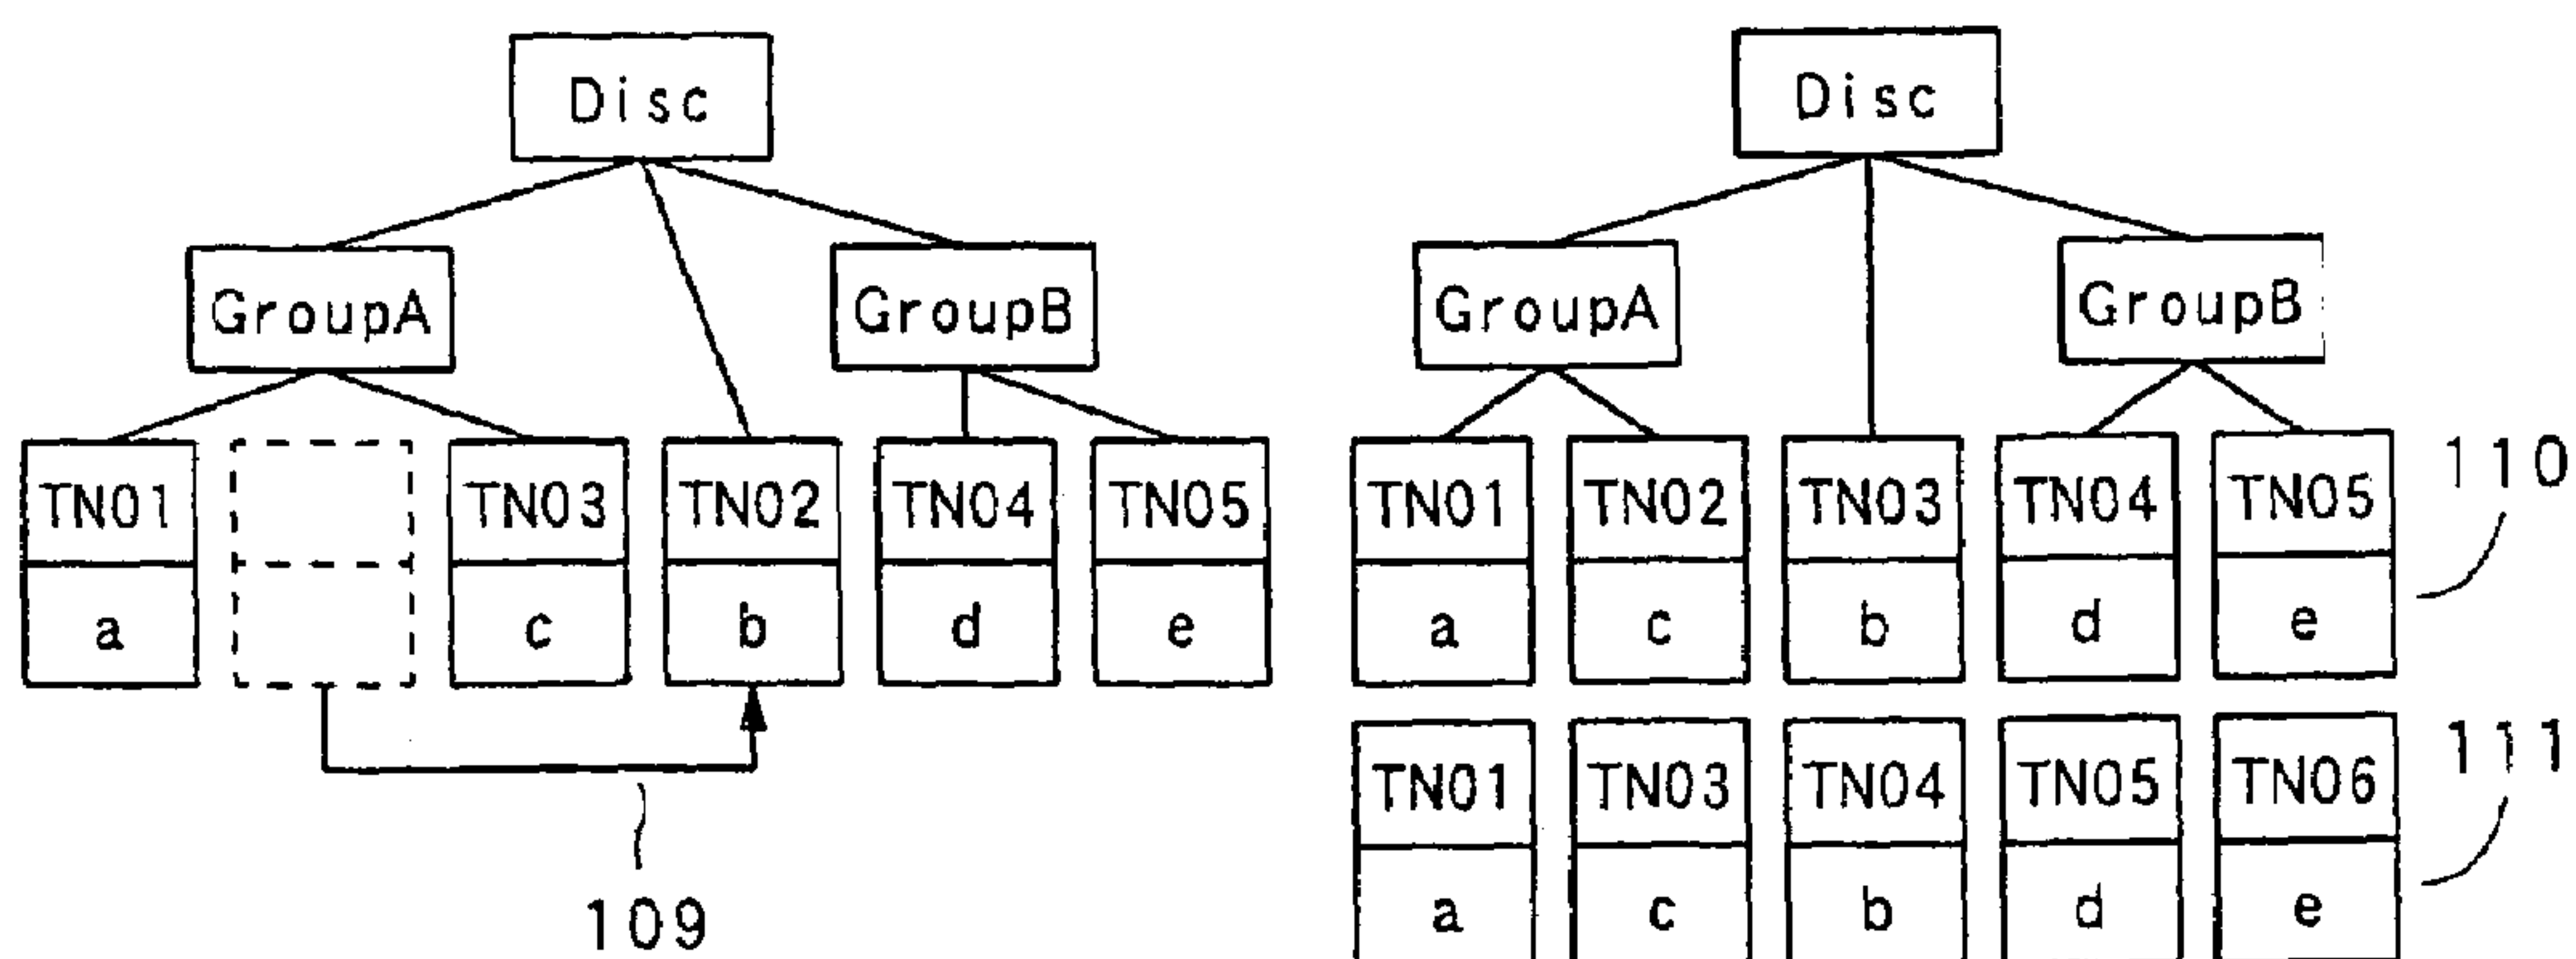 Disc
GroupA GroupB
TN01 TN03 TN02 TN04 TN05
a c b d e
109
Disc
GroupA GroupB
TN01 TN02 TN03 TN04 TN05 110
a c b d e
TN01 TN03 TN04 TN05 TN06 111
a c b d e